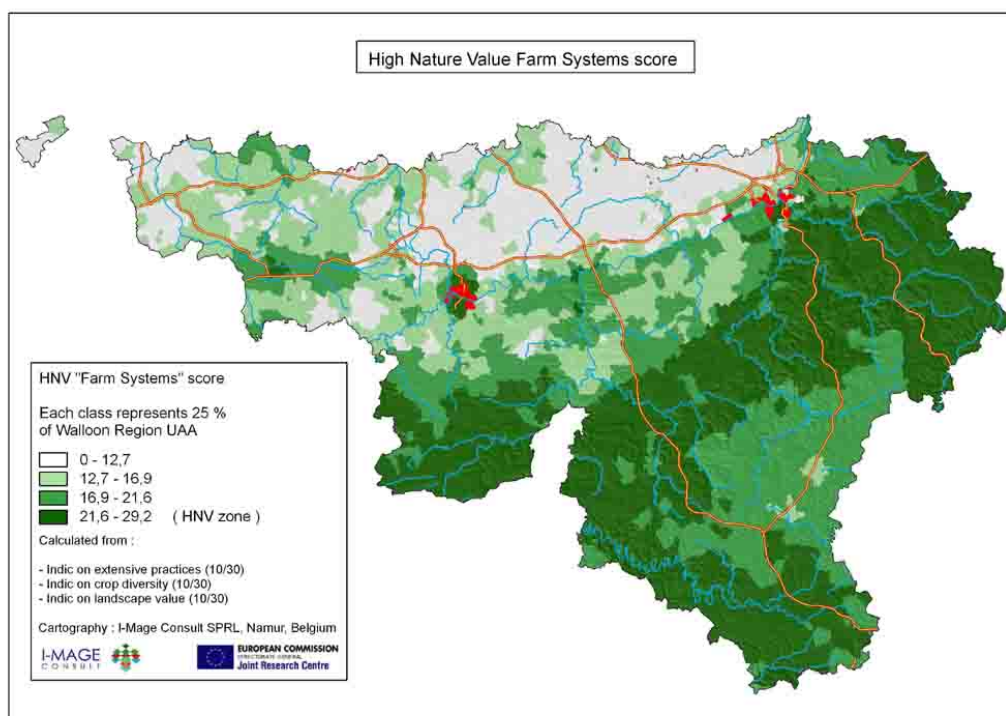 High Nature Value Farm Systems score
HNV "Farm Systems" score
Each class represents 25 %
of Walloon Region UAA
0 - 12,7
12,7 - 16,9
16,9 - 21,6
21,6 - 29,2 ( HNV zone )
Calculated from :
- Indic on extensive practices (10/30)
- Indic on crop diversity (10/30)
- Indic on landscape value (10/30)
Cartography : I-Mage Consult SPRL, Namur, Belgium
I-MAGE
CONSULT
EUROPEAN COMMISSION
DIRECTORATE GENERAL
Joint Research Centre